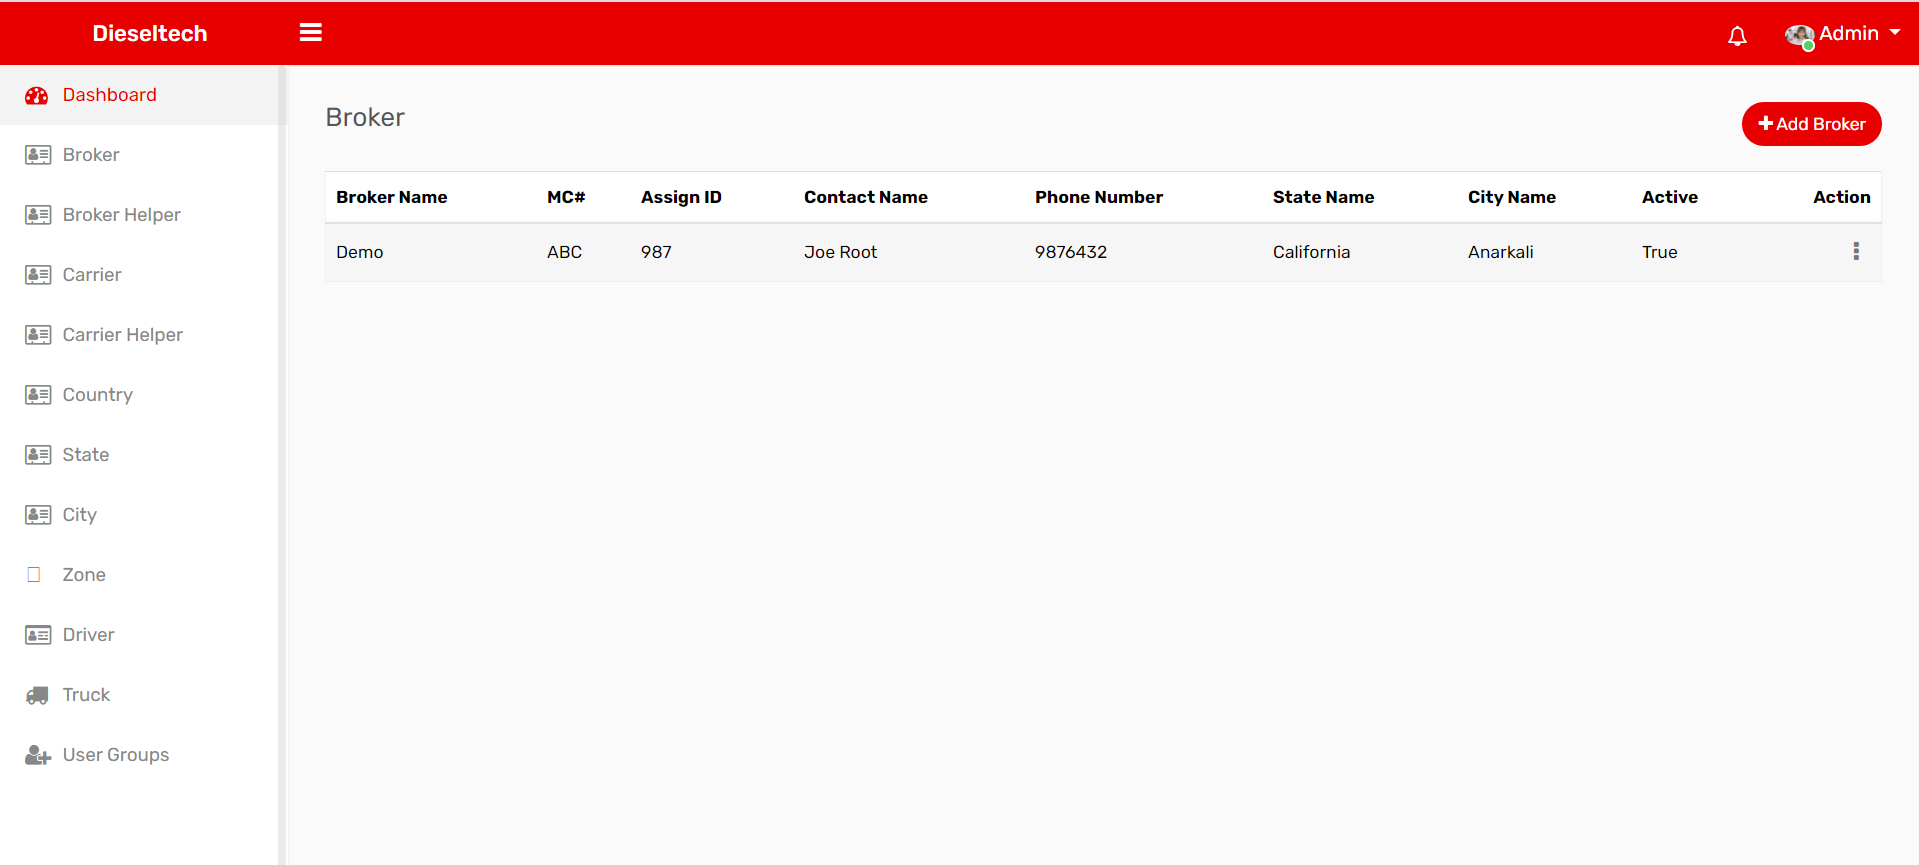 Dieseltech
Admin
Dashboard
Broker
Broker Helper
Carrier
Carrier Helper
Country
State
City
Zone
Driver
Truck
User Groups
Broker
Add Broker
Broker Name MC# Assign ID Contact Name Phone Number State Name City Name Active Action
Demo ABC 987 Joe Root 9876432 California Anarkali True